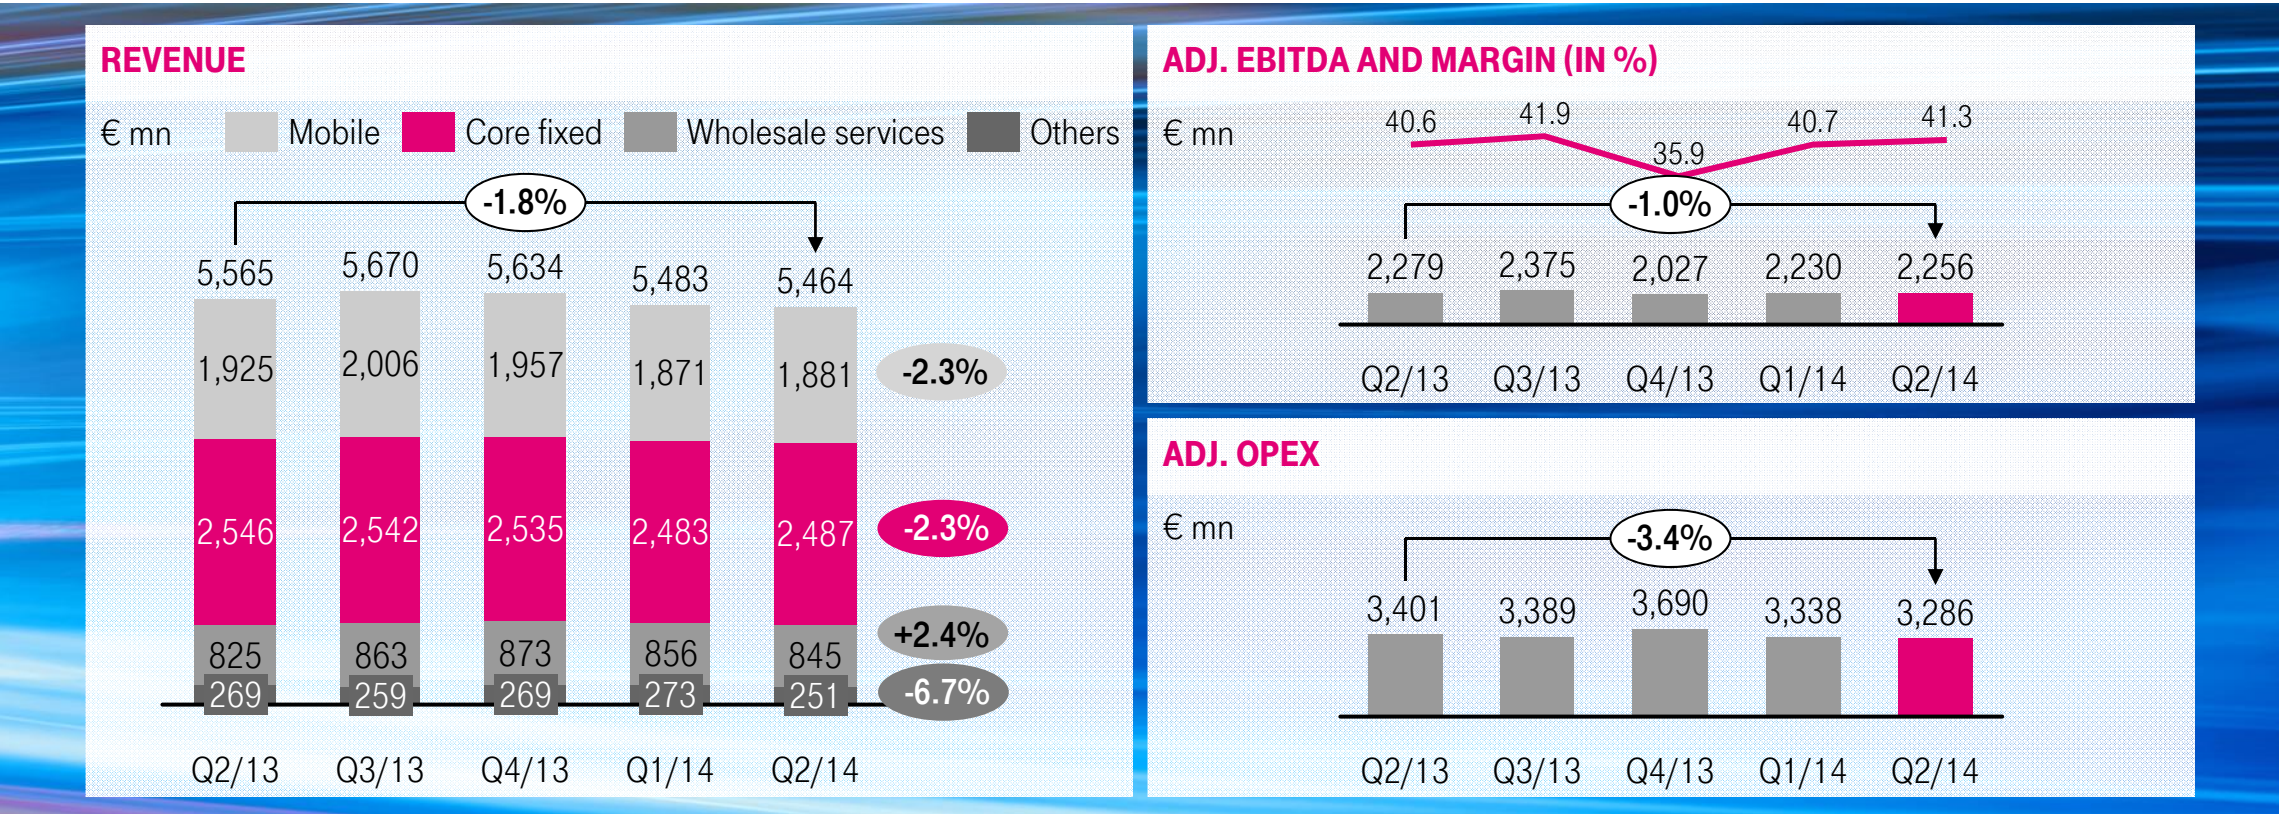 REVENUE
€ mn Mobile Core fixed Wholesale services Others
-1.8%
5,565 5,670 5,634 5,483 5,464
1,925 2,006 1,957 1,871 1,881 -2.3%
2,546 2,542 2,535 2,483 2,487 -2.3%
825 863 873 856 845 +2.4%
269 259 269 273 251 -6.7%
Q2/13 Q3/13 Q4/13 Q1/14 Q2/14
ADJ. EBITDA AND MARGIN (IN %)
€ mn
40.6 41.9 35.9 40.7 41.3
-1.0%
2,279 2,375 2,027 2,230 2,256
Q2/13 Q3/13 Q4/13 Q1/14 Q2/14
ADJ. OPEX
€ mn
-3.4%
3,401 3,389 3,690 3,338 3,286
Q2/13 Q3/13 Q4/13 Q1/14 Q2/14